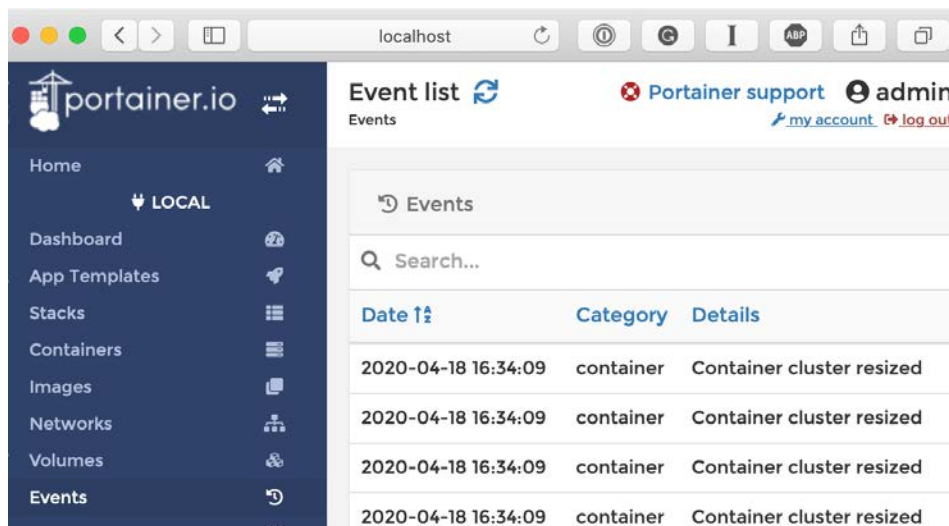 localhost
ABP
portainer.io
Home
LOCAL
Dashboard
App Templates
Stacks
Containers
Images
Networks
Volumes
Events
Event list
Events
Portainer support
admin
my account
log out
Events
Search...
Date
Category
Details
2020-04-18 16:34:09 container Container cluster resized
2020-04-18 16:34:09 container Container cluster resized
2020-04-18 16:34:09 container Container cluster resized
2020-04-18 16:34:09 container Container cluster resized